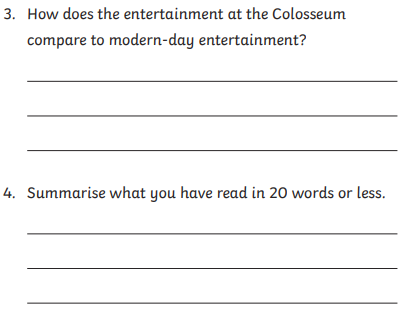 3. How does the entertainment at the Colosseum
compare to modern-day entertainment?
4. Summarise what you have read in 20 words or less.